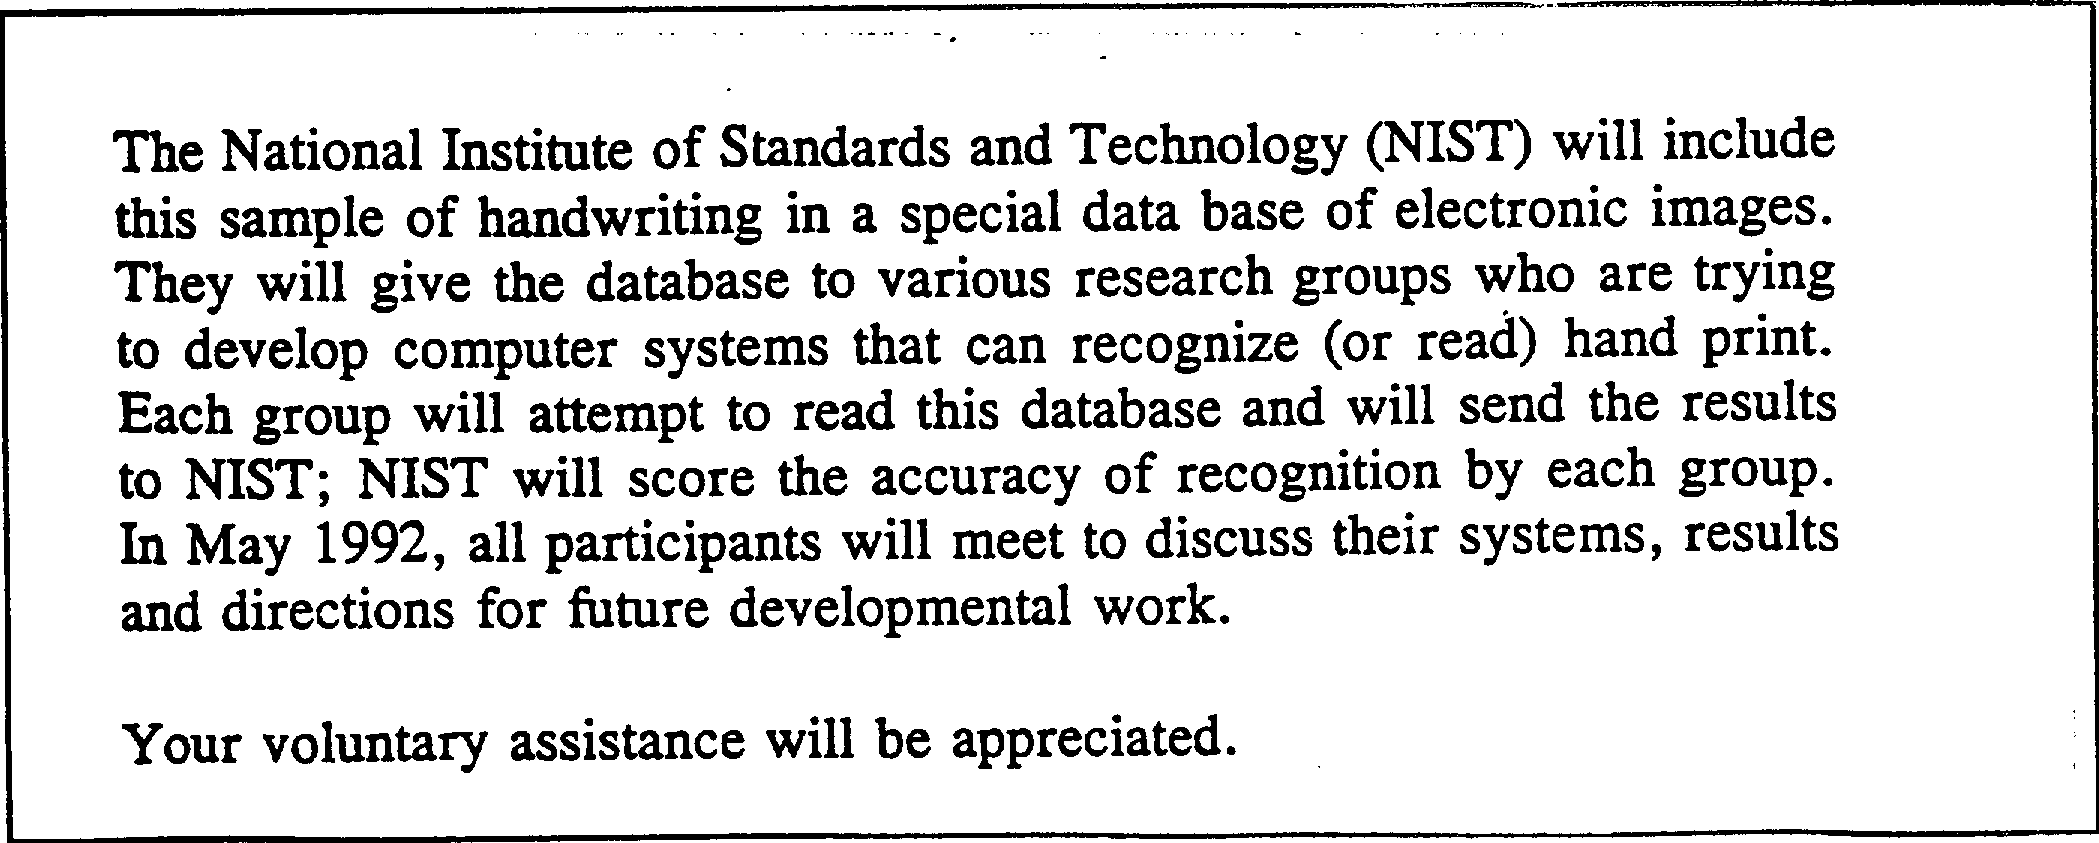 The National Institute of Standards and Technology (NIST) will include
this sample of handwriting in a special data base of electronic images.
They will give the database to various research groups who are trying
to develop computer systems that can recognize (or read) hand print.
Each group will attempt to read this database and will send the results
to NIST; NIST will score the accuracy of recognition by each group.
In May 1992, all participants will meet to discuss their systems, results
and directions for future developmental work.
Your voluntary assistance will be appreciated.